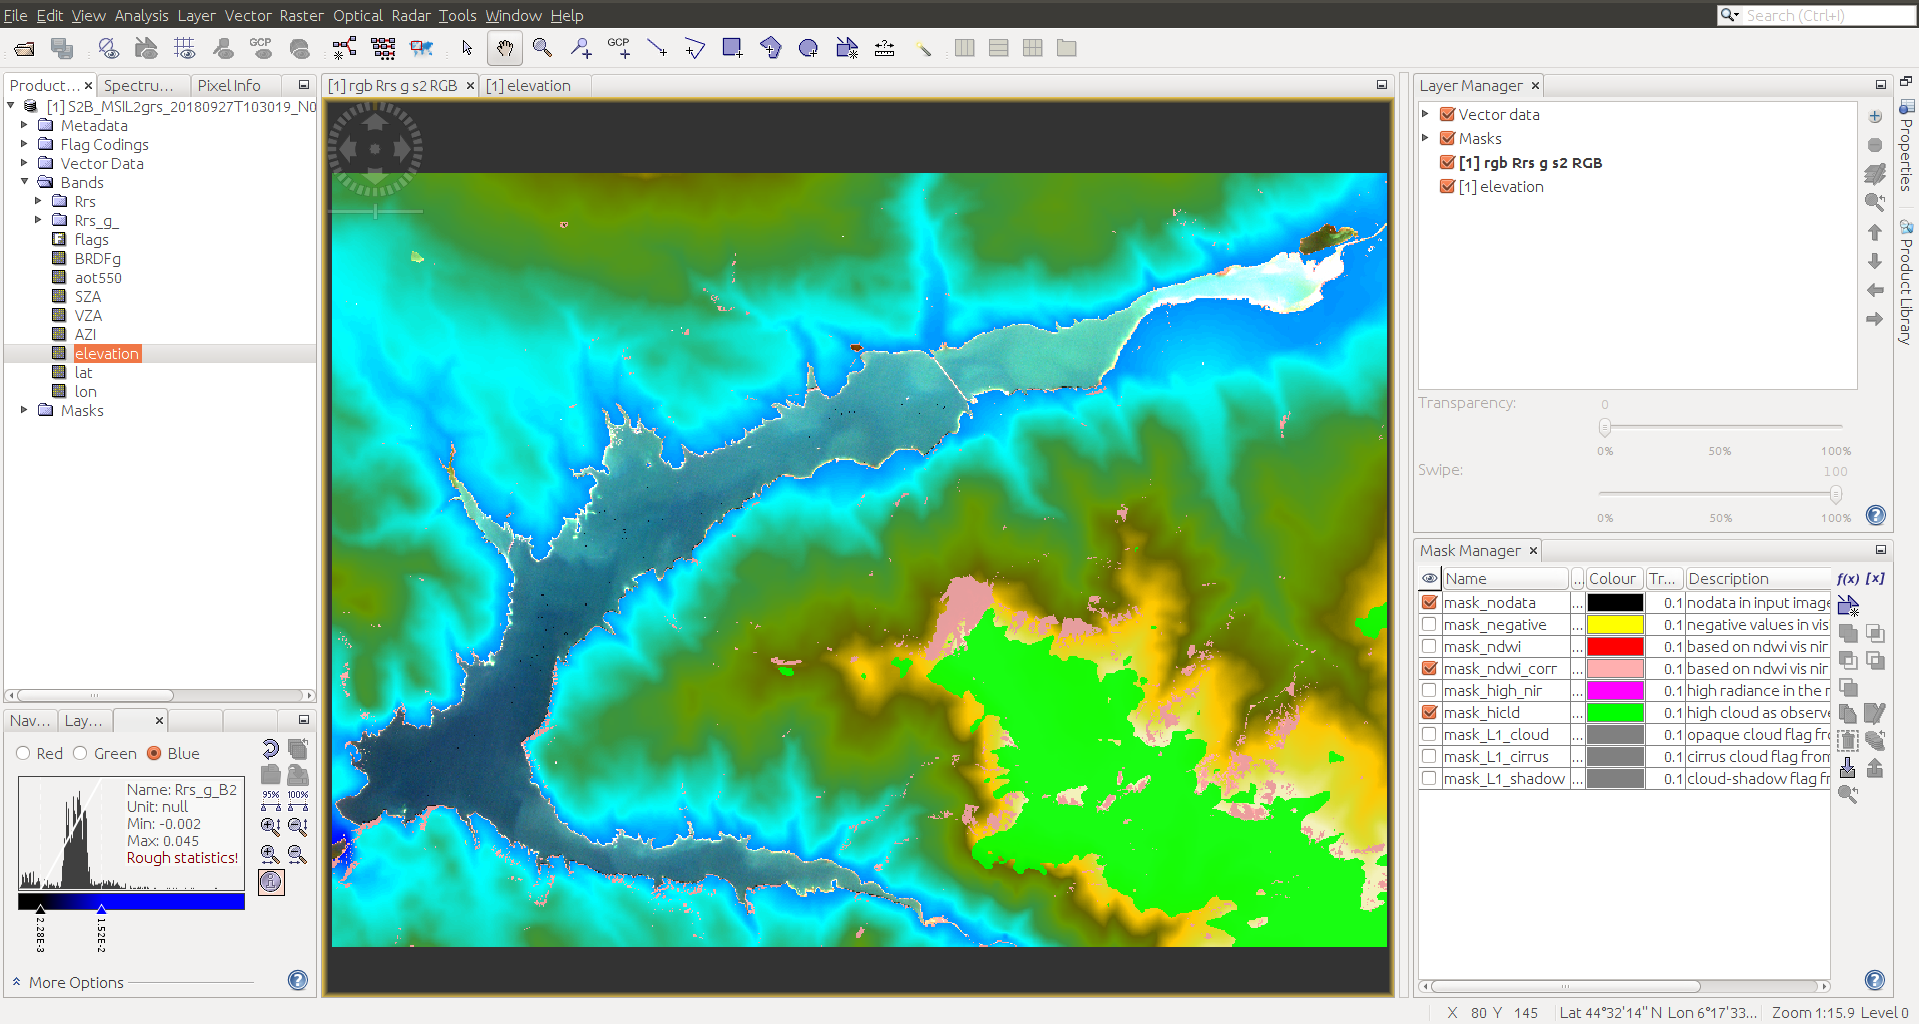 File Edit View Analysis Layer Vector Raster Optical Radar Tools Window Help
Search (Ctrl+I)
GCP
GCP
Product...
Spectru...
Pixel Info
[1] S2B_MSIL2grs_20180927T103019_N0
Metadata
Flag Codings
Vector Data
Bands
Rrs
Rrs_g_
flags
BRDFg
aot550
SZA
VZA
AZI
elevation
lat
lon
Masks
Nav...
Lay...
Red
Green
Blue
Name: Rrs_g_B2
Unit: null
Min: -0.002
Max: 0.045
Rough statistics!
95%
100%
2.28E-3
1.52E-2
More Options
[1] rgb Rrs g s2 RGB
[1] elevation
Layer Manager
Vector data
Masks
[1] rgb Rrs g s2 RGB
[1] elevation
Transparency:
0
0%
50%
100%
Swipe:
100
0%
50%
100%
Properties
Product Library
Mask Manager
Name ... Colour Tr... Description
f(x) [x]
mask_nodata ... 0.1 nodata in input image
mask_negative ... 0.1 negative values in vis
mask_ndwi ... 0.1 based on ndwi vis nir
mask_ndwi_corr ... 0.1 based on ndwi vis nir
mask_high_nir ... 0.1 high radiance in the r
mask_hicld ... 0.1 high cloud as observe
mask_L1_cloud ... 0.1 opaque cloud flag fro
mask_L1_cirrus ... 0.1 cirrus cloud flag from
mask_L1_shadow ... 0.1 cloud-shadow flag fr
X 80 Y 145
Lat 44°32'14" N Lon 6°17'33...
Zoom 1:15.9 Level 0